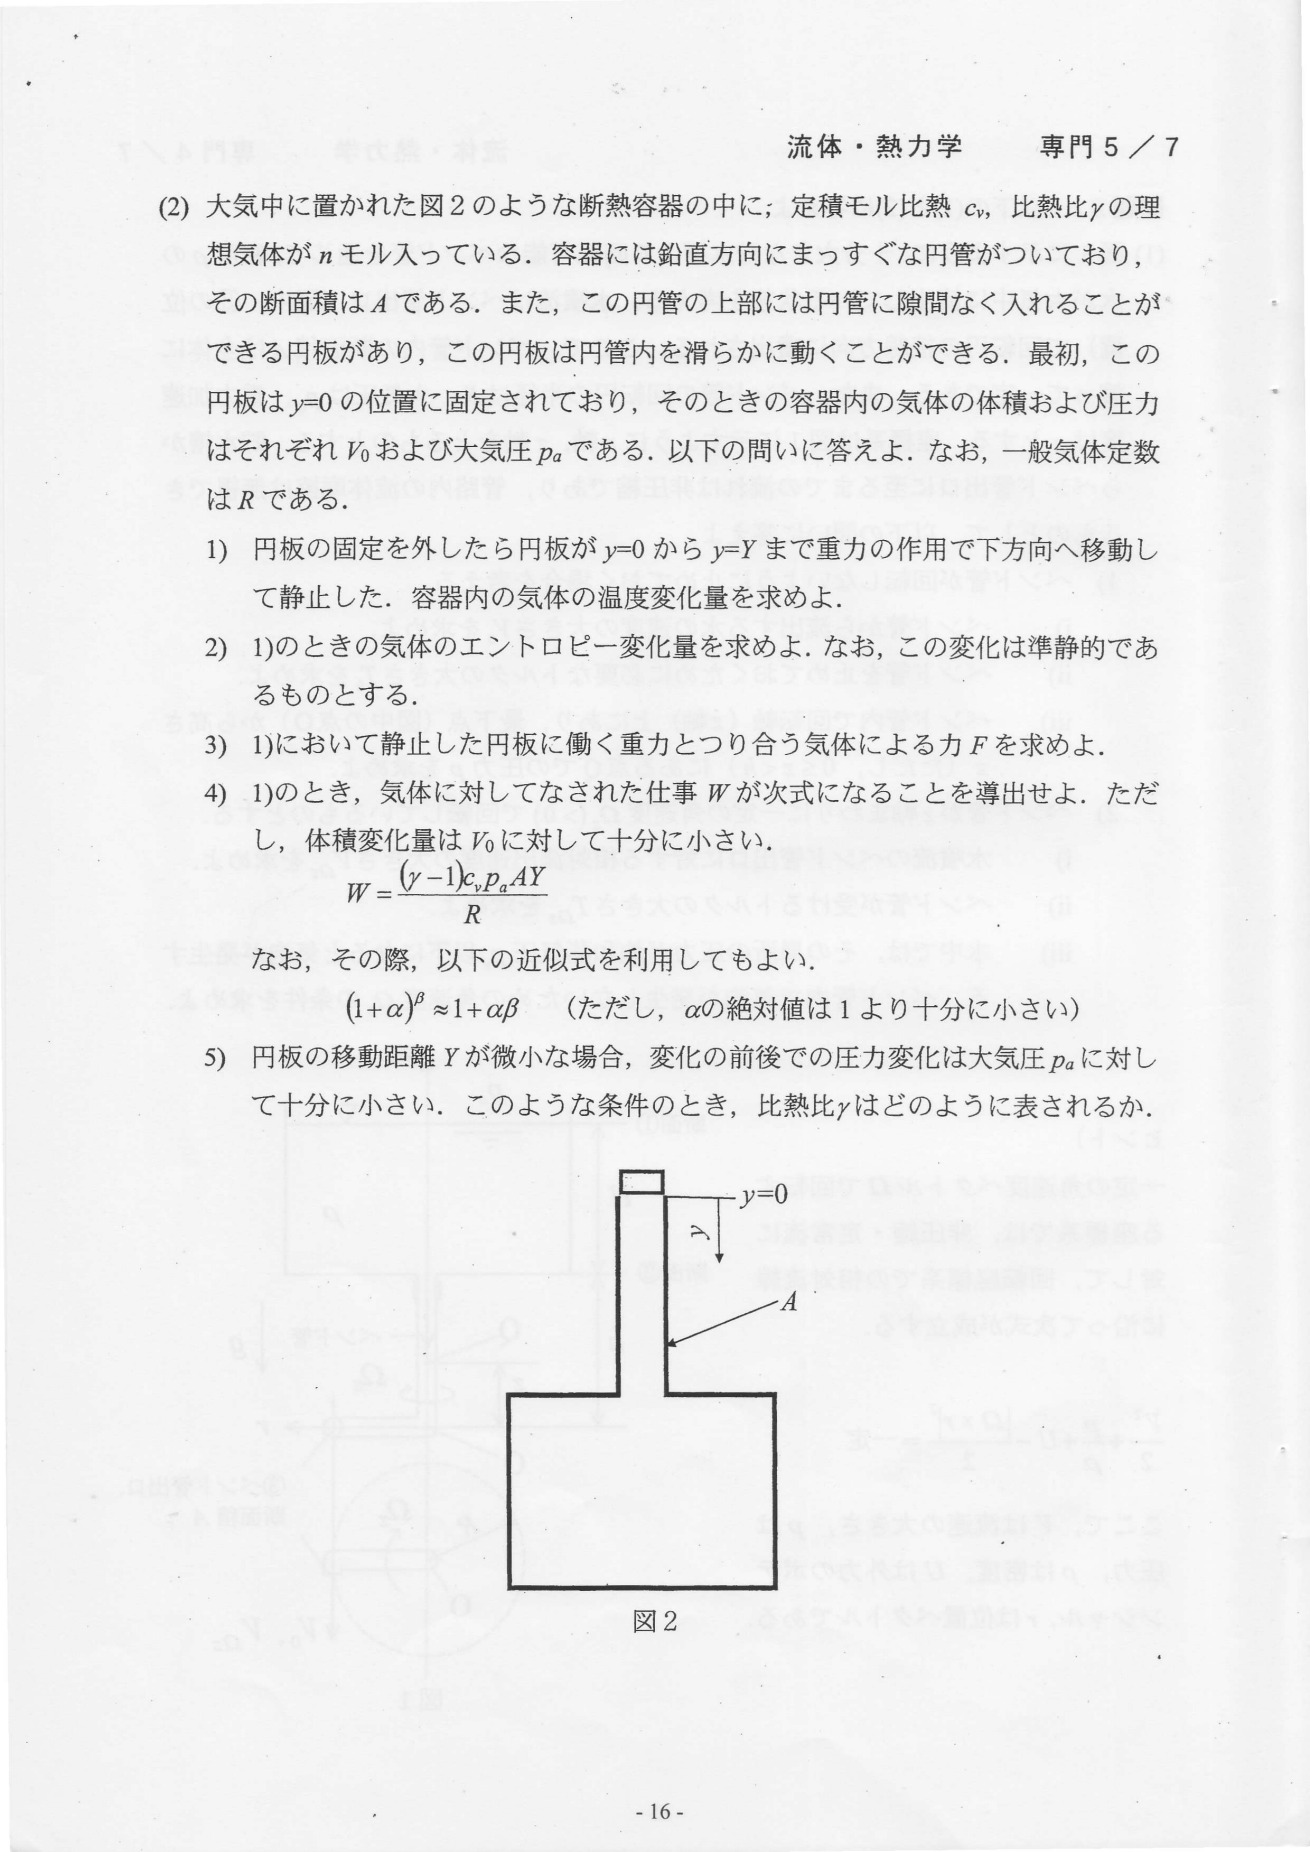 流体・熱力学 専門 5 / 7
(2) 大気中に置かれた図2のような断熱容器の中に, 定積モル比熱 cv, 比熱比γの理
想気体が n モル入っている. 容器には鉛直方向にまっすぐな円管がついており,
その断面積は A である. また, この円管の上部には円管に隙間なく入れることが
できる円板があり, この円板は円管内を滑らかに動くことができる. 最初, この
円板は y=0 の位置に固定されており, そのときの容器内の気体の体積および圧力
はそれぞれ V0 および大気圧 pa である. 以下の問いに答えよ. なお, 一般気体定数
は R である.
1) 円板の固定を外したら円板が y=0 から y=Y まで重力の作用で下方向へ移動し
て静止した. 容器内の気体の温度変化量を求めよ.
2) 1)のときの気体のエントロピー変化量を求めよ. なお, この変化は準静的であ
るものとする.
3) 1)において静止した円板に働く重力とつり合う気体による力 F を求めよ.
4) 1)のとき, 気体に対してなされた仕事 W が次式になることを導出せよ. ただ
し, 体積変化量は V0 に対して十分に小さい.
W = (γ-1)cv pa AY / R
なお, その際, 以下の近似式を利用してもよい.
(1+α)^β ≈ 1+αβ (ただし, αの絶対値は 1 より十分に小さい)
5) 円板の移動距離 Y が微小な場合, 変化の前後での圧力変化は大気圧 pa に対し
て十分に小さい. このような条件のとき, 比熱比γはどのように表されるか.
y=0
y
A
図2
- 16 -